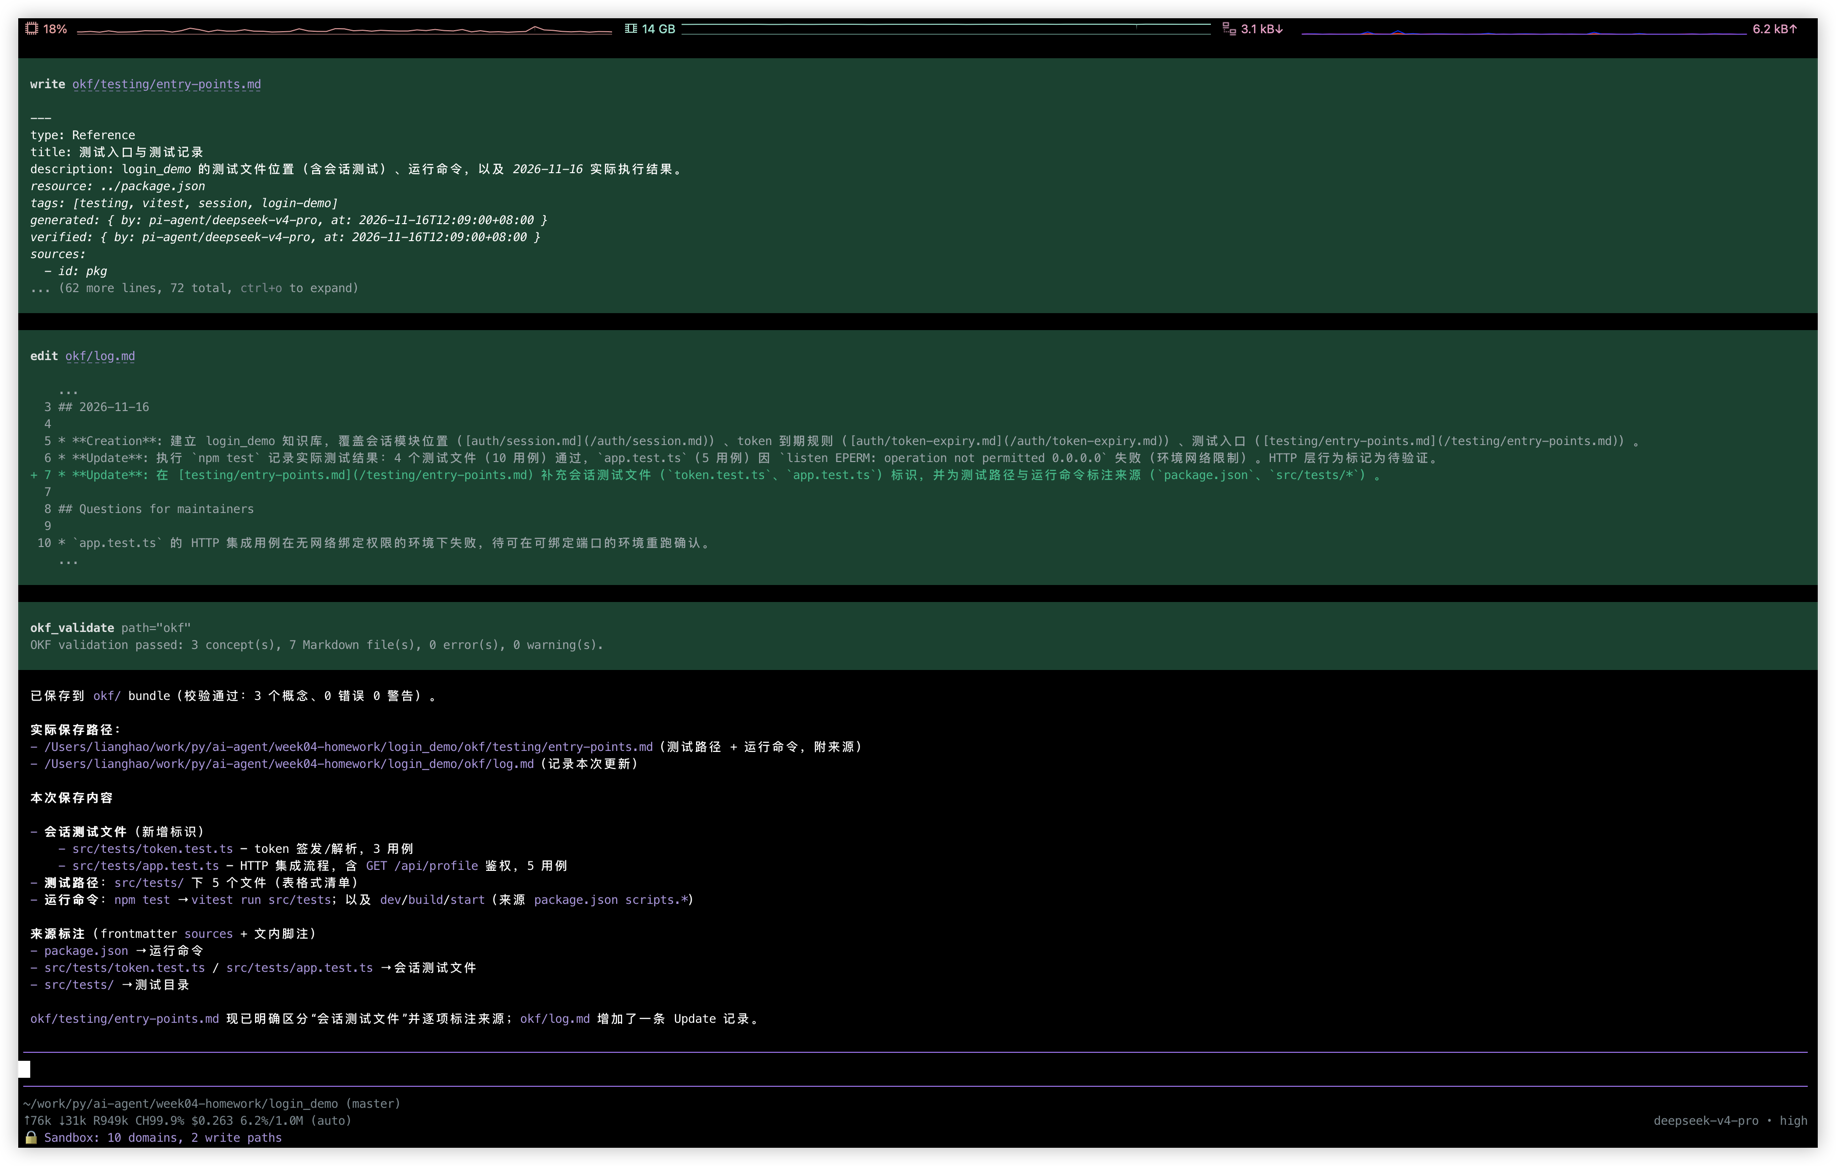 18% 14 GB 3.1 kB↓ 6.2 kB↑
write okf/testing/entry-points.md
---
type: Reference
title: 测试入口与测试记录
description: login_demo 的测试文件位置（含会话测试）、运行命令，以及 2026-11-16 实际执行结果。
resource: ../package.json
tags: [testing, vitest, session, login-demo]
generated: { by: pi-agent/deepseek-v4-pro, at: 2026-11-16T12:09:00+08:00 }
verified: { by: pi-agent/deepseek-v4-pro, at: 2026-11-16T12:09:00+08:00 }
sources:
  - id: pkg
... (62 more lines, 72 total, ctrl+o to expand)
edit okf/log.md
...
3 ## 2026-11-16
4
5 * **Creation**: 建立 login_demo 知识库，覆盖会话模块位置（[auth/session.md](/auth/session.md)）、token 到期规则（[auth/token-expiry.md](/auth/token-expiry.md)）、测试入口（[testing/entry-points.md](/testing/entry-points.md)）。
6 * **Update**: 执行 `npm test` 记录实际测试结果：4 个测试文件（10 用例）通过，`app.test.ts`（5 用例）因 `listen EPERM: operation not permitted 0.0.0.0` 失败（环境网络限制）。HTTP 层行为标记为待验证。
+ 7 * **Update**: 在 [testing/entry-points.md](/testing/entry-points.md) 补充会话测试文件（`token.test.ts`、`app.test.ts`）标识，并为测试路径与运行命令标注来源（`package.json`、`src/tests/*`）。
7
8 ## Questions for maintainers
9
10 * `app.test.ts` 的 HTTP 集成用例在无网络绑定权限的环境下失败，待可在可绑定端口的环境重跑确认。
...
okf_validate path="okf"
OKF validation passed: 3 concept(s), 7 Markdown file(s), 0 error(s), 0 warning(s).
已保存到 okf/ bundle（校验通过：3 个概念、0 错误 0 警告）。
实际保存路径：
- /Users/lianghao/work/py/ai-agent/week04-homework/login_demo/okf/testing/entry-points.md（测试路径 + 运行命令，附来源）
- /Users/lianghao/work/py/ai-agent/week04-homework/login_demo/okf/log.md（记录本次更新）
本次保存内容
- 会话测试文件（新增标识）
    - src/tests/token.test.ts — token 签发/解析，3 用例
    - src/tests/app.test.ts — HTTP 集成流程，含 GET /api/profile 鉴权，5 用例
- 测试路径：src/tests/ 下 5 个文件（表格式清单）
- 运行命令：npm test → vitest run src/tests；以及 dev/build/start（来源 package.json scripts.*）
来源标注（frontmatter sources + 文内脚注）
- package.json → 运行命令
- src/tests/token.test.ts / src/tests/app.test.ts → 会话测试文件
- src/tests/ → 测试目录
okf/testing/entry-points.md 现已明确区分“会话测试文件”并逐项标注来源；okf/log.md 增加了一条 Update 记录。
~/work/py/ai-agent/week04-homework/login_demo (master)
↑76k ↓31k R949k CH99.9% $0.263 6.2%/1.0M (auto) deepseek-v4-pro • high
Sandbox: 10 domains, 2 write paths